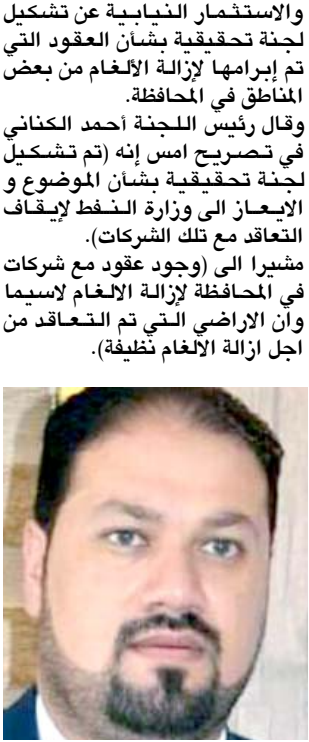 والاستثمار النيابية عن تشكيل
لجنة تحقيقية بشأن العقود التي
تم إبرامها لإزالة الألغام من بعض
المناطق في المحافظة.
وقال رئيس اللجنة أحمد الكناني
في تصريح امس إنه (تم تشكيل
لجنة تحقيقية بشأن الموضوع و
الايعاز الى وزارة النفط لإيقاف
التعاقد مع تلك الشركات).
مشيرا الى (وجود عقود مع شركات
في المحافظة لإزالة الالغام لاسيما
وان الاراضي التي تم التعاقد من
اجل ازالة الالغام نظيفة).